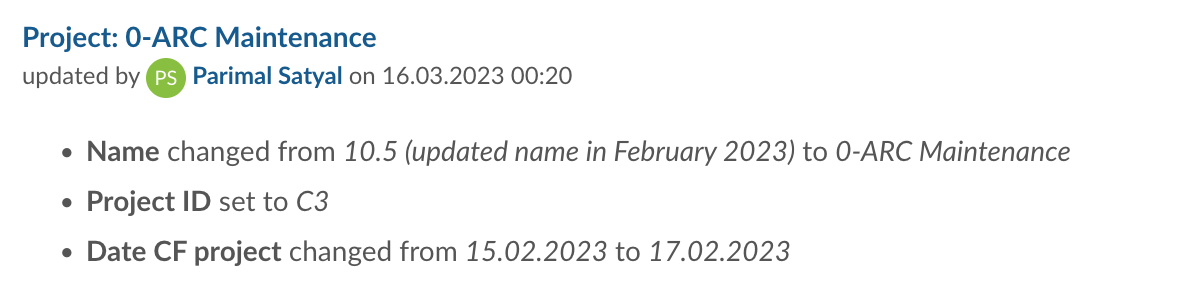 Project: 0-ARC Maintenance
updated by PS Parimal Satyal on 16.03.2023 00:20
• Name changed from 10.5 (updated name in February 2023) to 0-ARC Maintenance
• Project ID set to C3
• Date CF project changed from 15.02.2023 to 17.02.2023